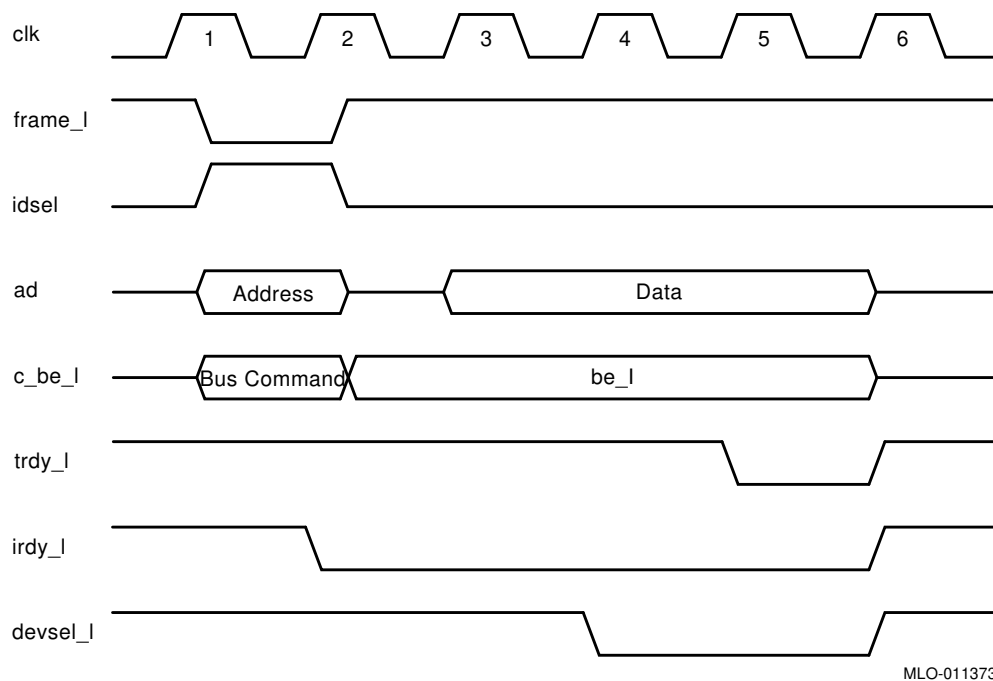 clk 1 2 3 4 5 6
frame_l
idsel
ad Address Data
c_be_l Bus Command be_l
trdy_l
irdy_l
devsel_l
MLO-011373